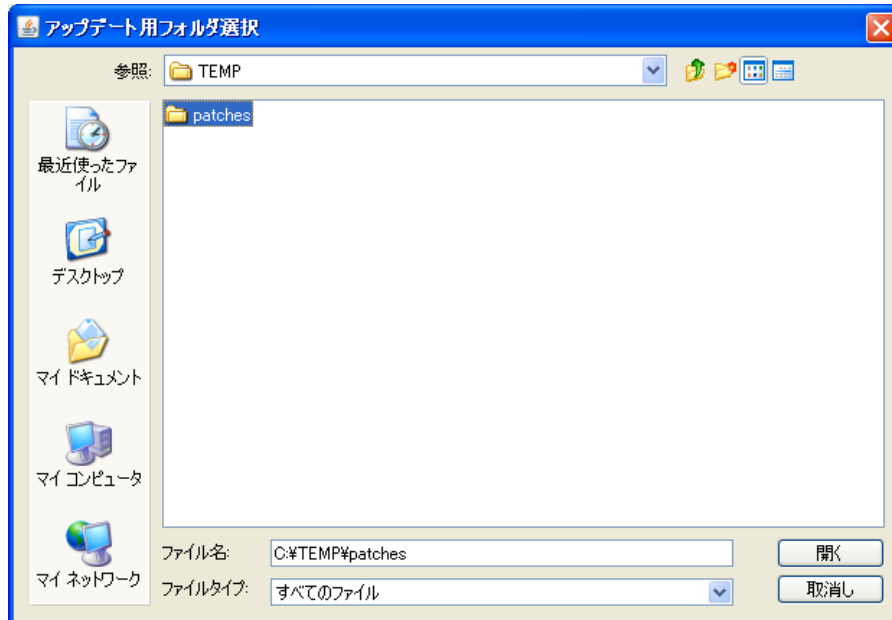 アップデート用フォルダ選択
参照:
TEMP
patches
最近使ったファ
イル
デスクトップ
マイ ドキュメント
マイ コンピュータ
マイ ネットワーク
ファイル名:
C:¥TEMP¥patches
開く
ファイルタイプ:
すべてのファイル
取消し